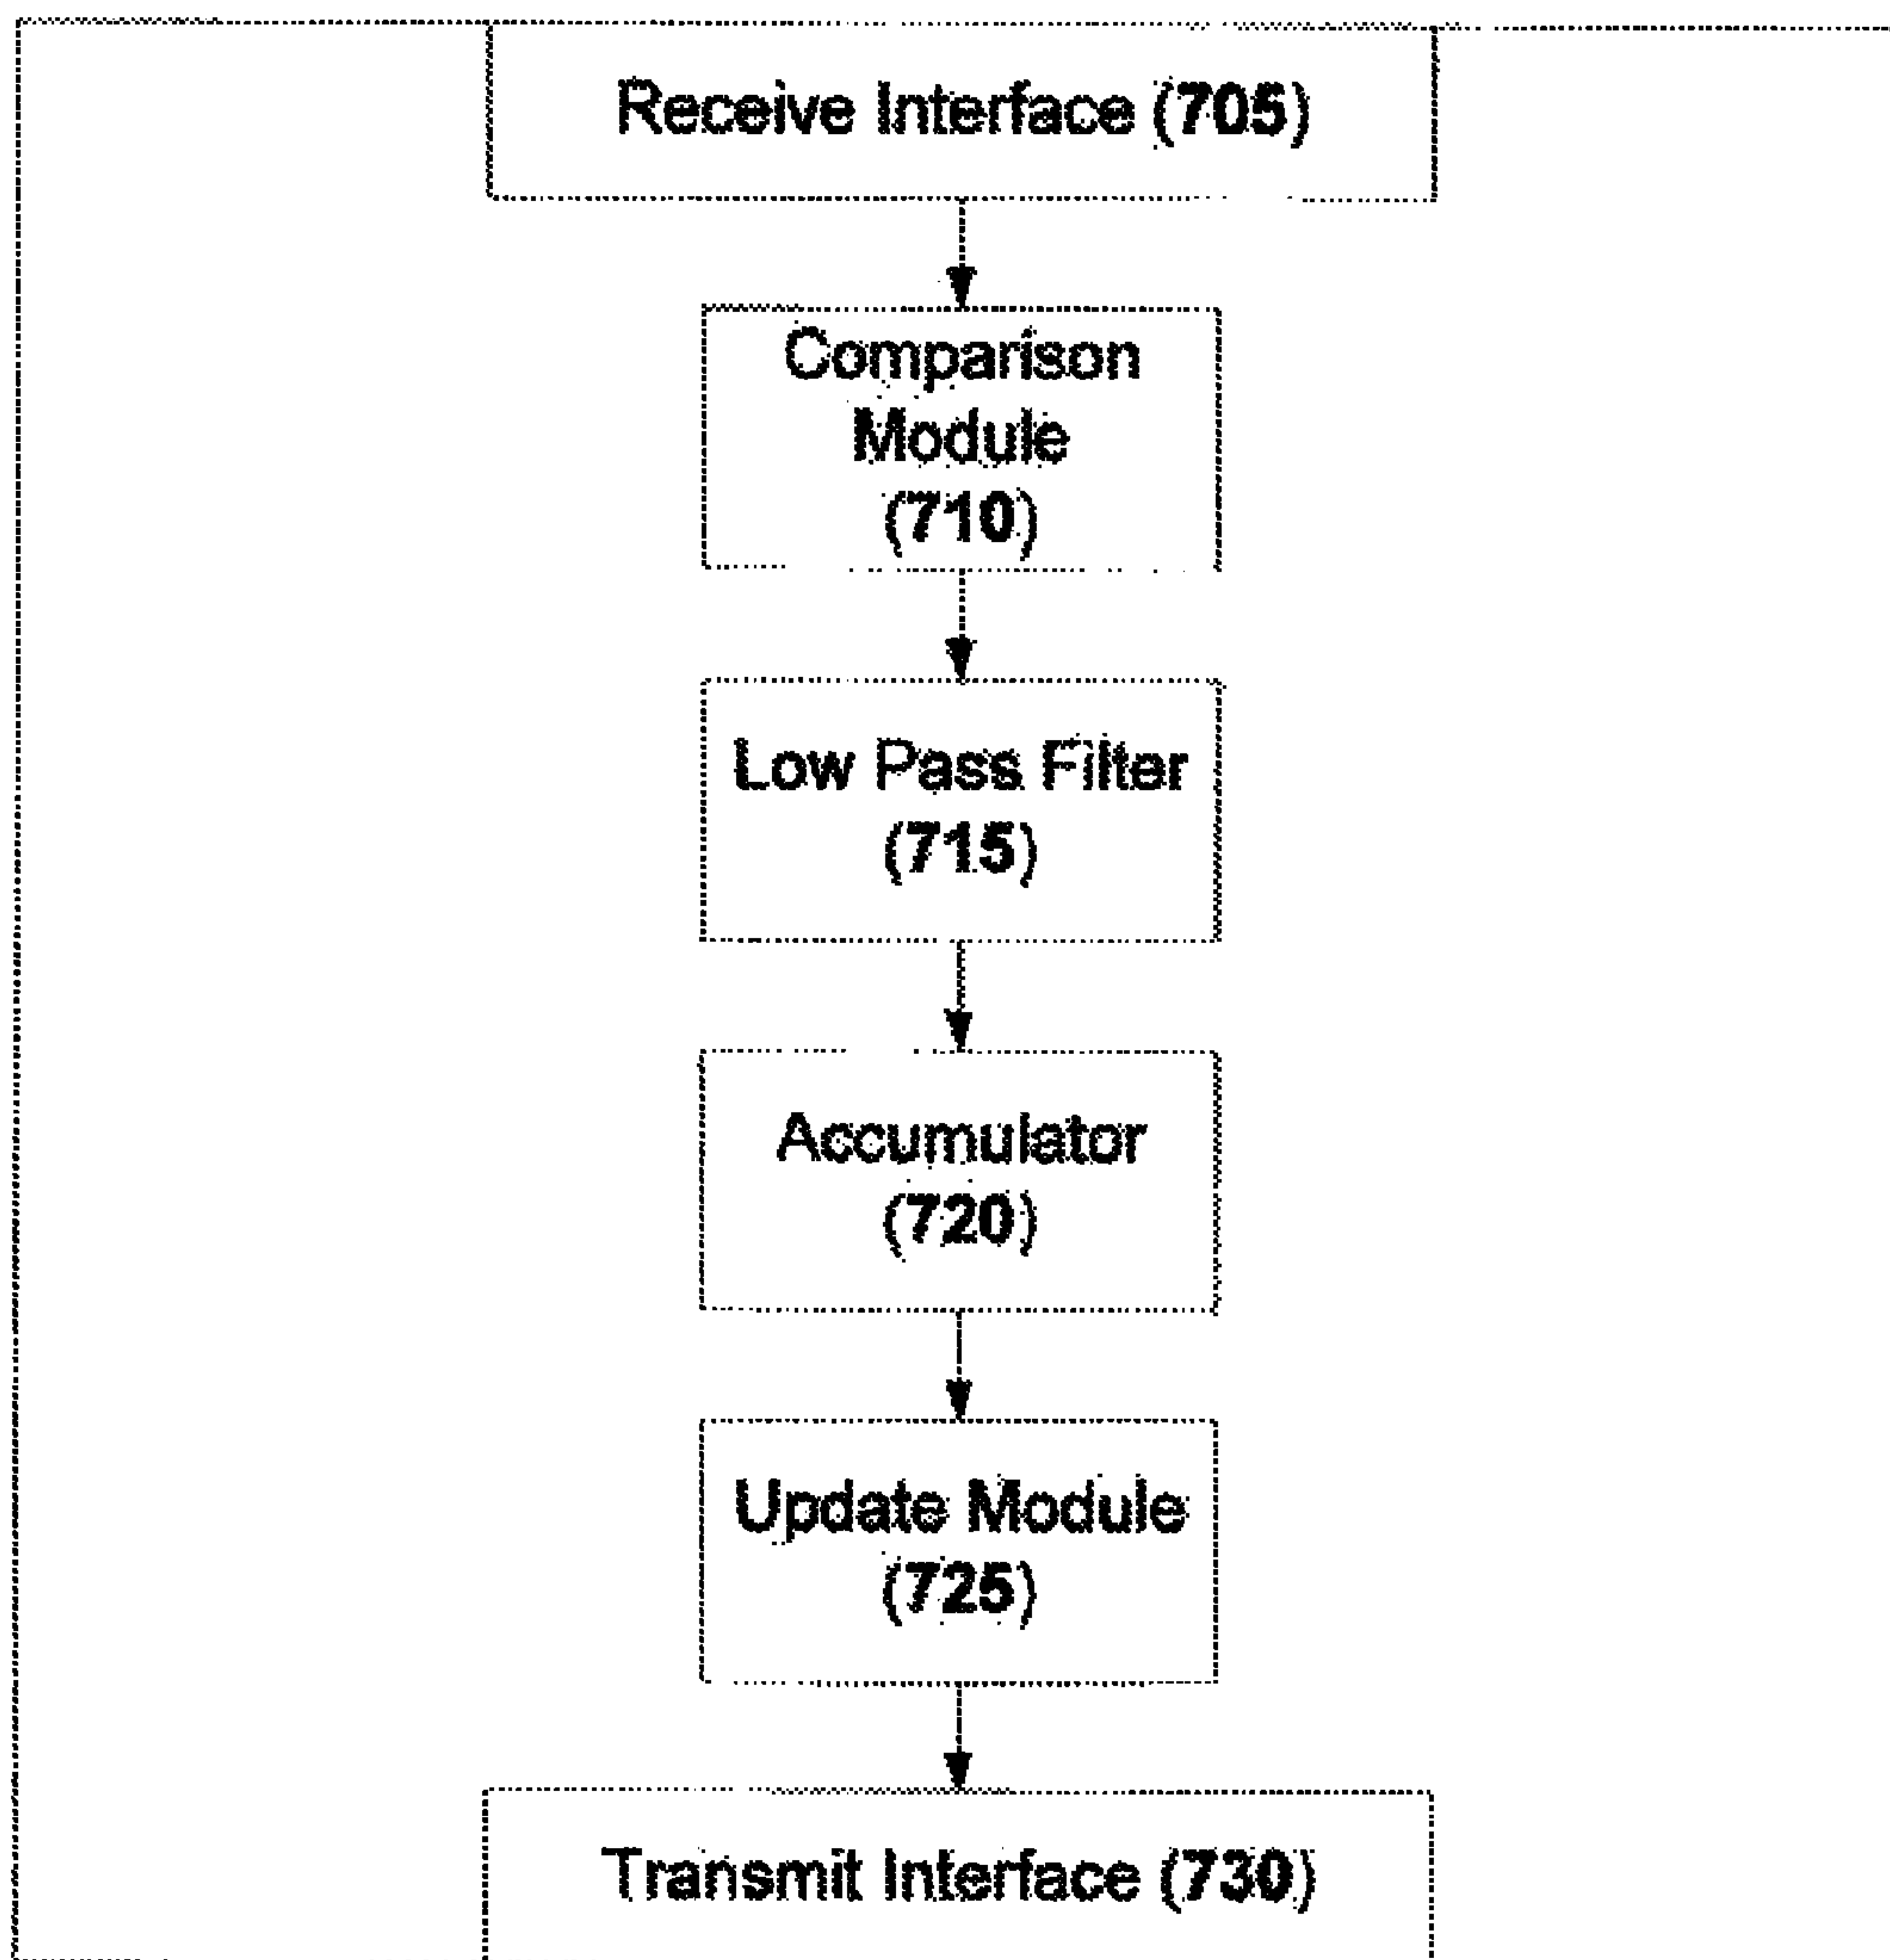 Receive Interface (705)
Comparison
Module
(710)
Low Pass Filter
(715)
Accumulator
(720)
Update Module
(725)
Transmit Interface (730)